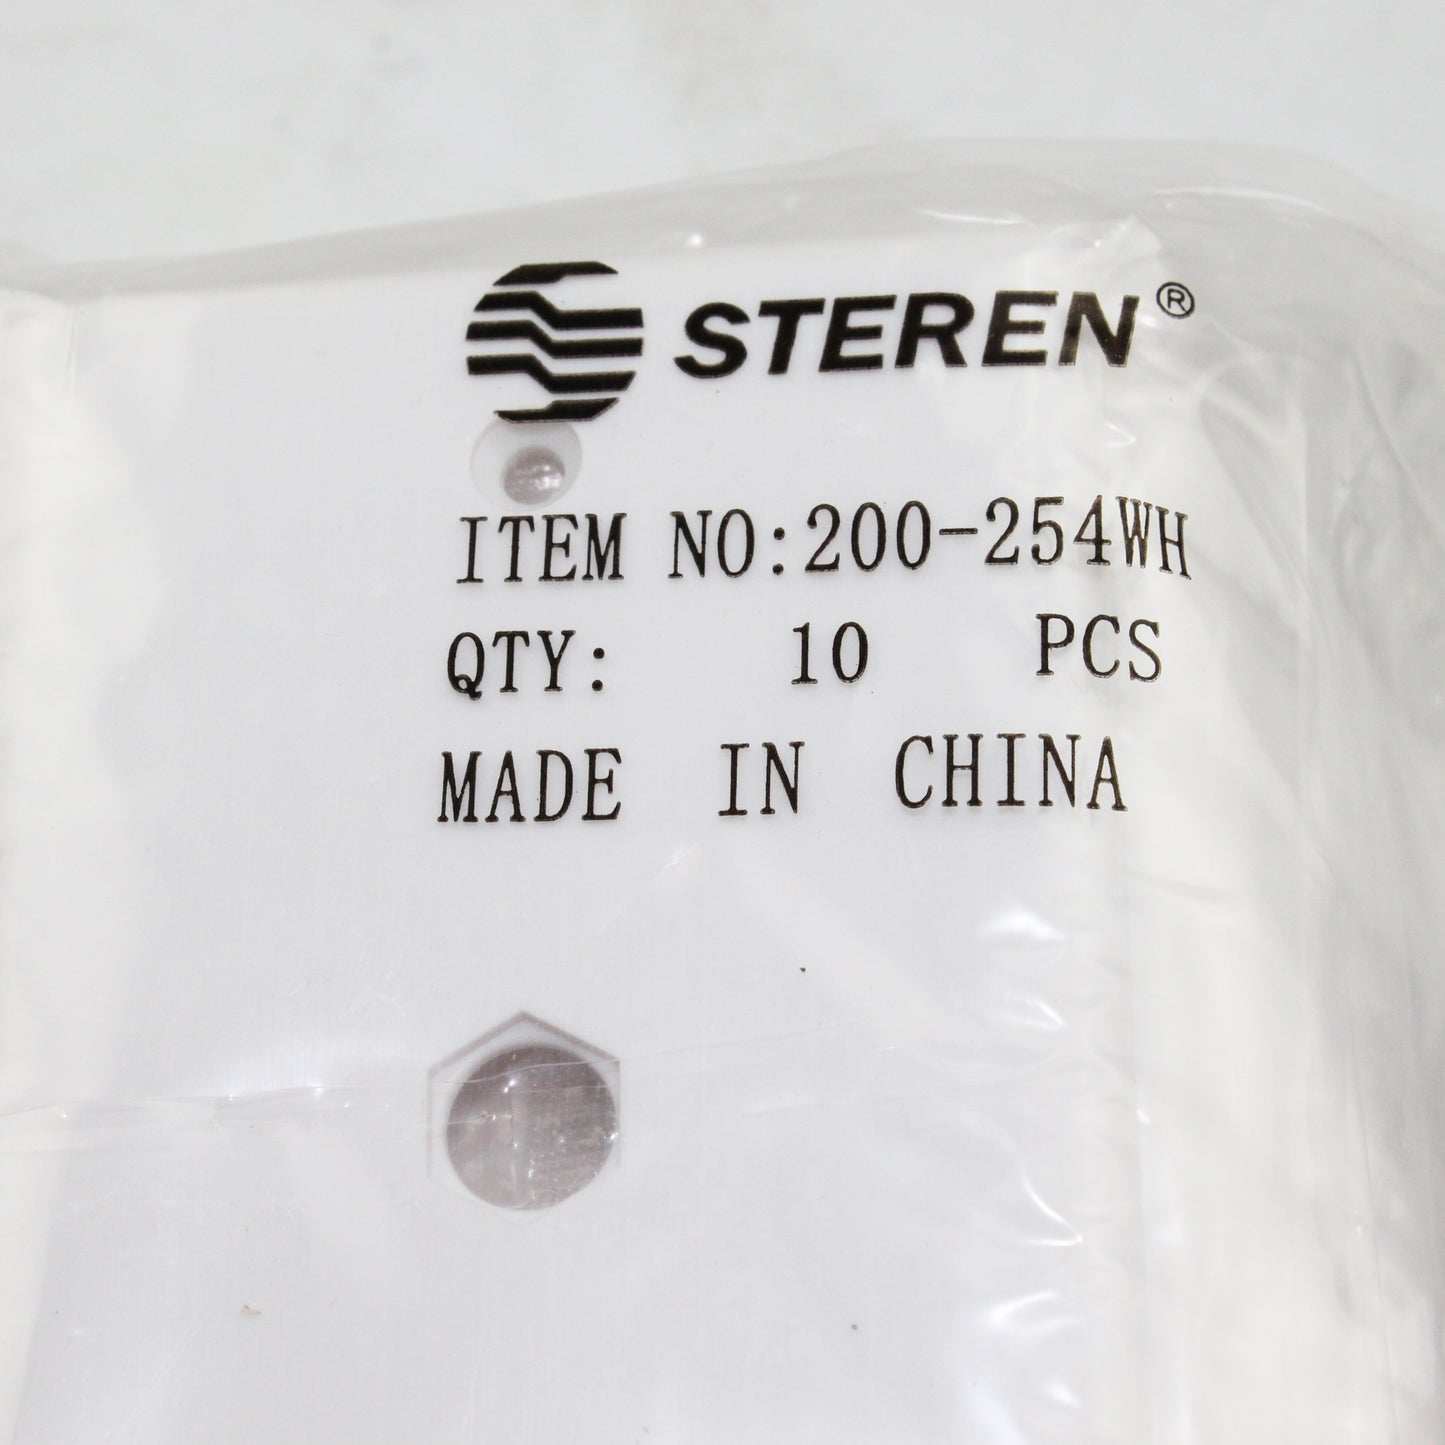 STEREN®
ITEM NO:200-254WH
QTY: 10 PCS
MADE IN CHINA